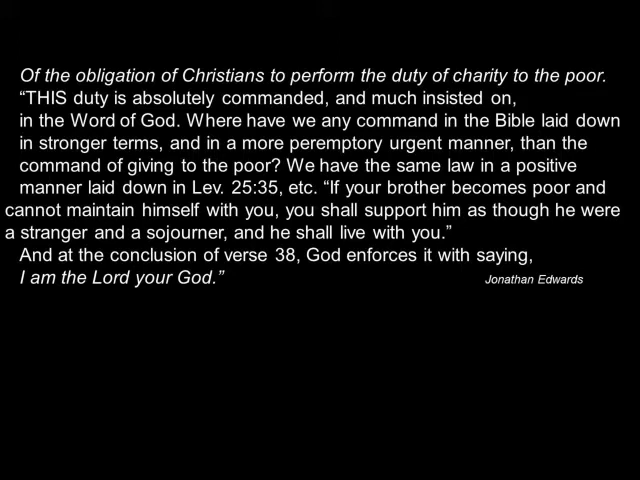 Of the obligation of Christians to perform the duty of charity to the poor.
“THIS duty is absolutely commanded, and much insisted on,
in the Word of God. Where have we any command in the Bible laid down
in stronger terms, and in a more peremptory urgent manner, than the
command of giving to the poor? We have the same law in a positive
manner laid down in Lev. 25:35, etc. “If your brother becomes poor and
cannot maintain himself with you, you shall support him as though he were
a stranger and a sojourner, and he shall live with you.”
And at the conclusion of verse 38, God enforces it with saying,
I am the Lord your God.” Jonathan Edwards